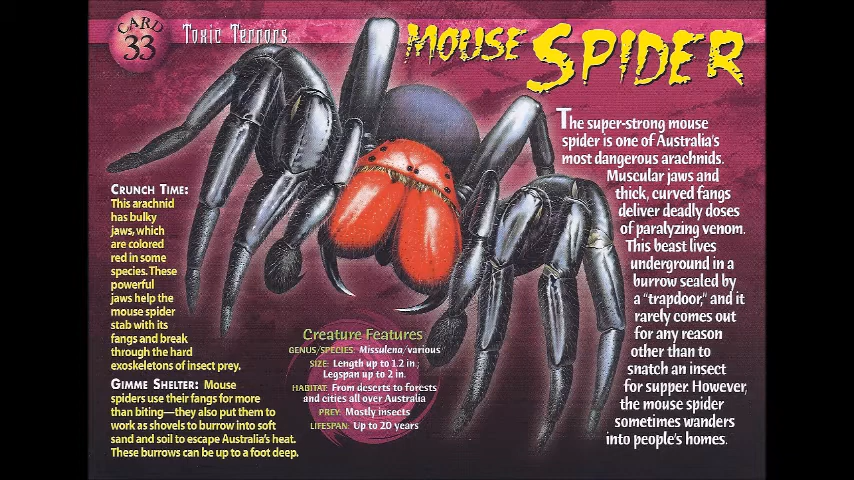 CARD
33
Toxic Terrors
MOUSE SPIDER
The super-strong mouse
spider is one of Australia's
most dangerous arachnids.
Muscular jaws and
thick, curved fangs
deliver deadly doses
of paralyzing venom.
This beast lives
underground in a
burrow sealed by
a "trapdoor," and it
rarely comes out
for any reason
other than to
snatch an insect
for supper. However,
the mouse spider
sometimes wanders
into people's homes.
CRUNCH TIME:
This arachnid
has bulky
jaws, which
are colored
red in some
species. These
powerful
jaws help the
mouse spider
stab with its
fangs and break
through the hard
exoskeletons of insect prey.
GIMME SHELTER: Mouse
spiders use their fangs for more
than biting—they also put them to
work as shovels to burrow into soft
sand and soil to escape Australia's heat.
These burrows can be up to a foot deep.
Creature Features
GENUS/SPECIES: Missulena/various
SIZE: Length up to 1.2 in.;
Legspan up to 2 in.
HABITAT: From deserts to forests
and cities all over Australia
PREY: Mostly insects
LIFESPAN: Up to 20 years